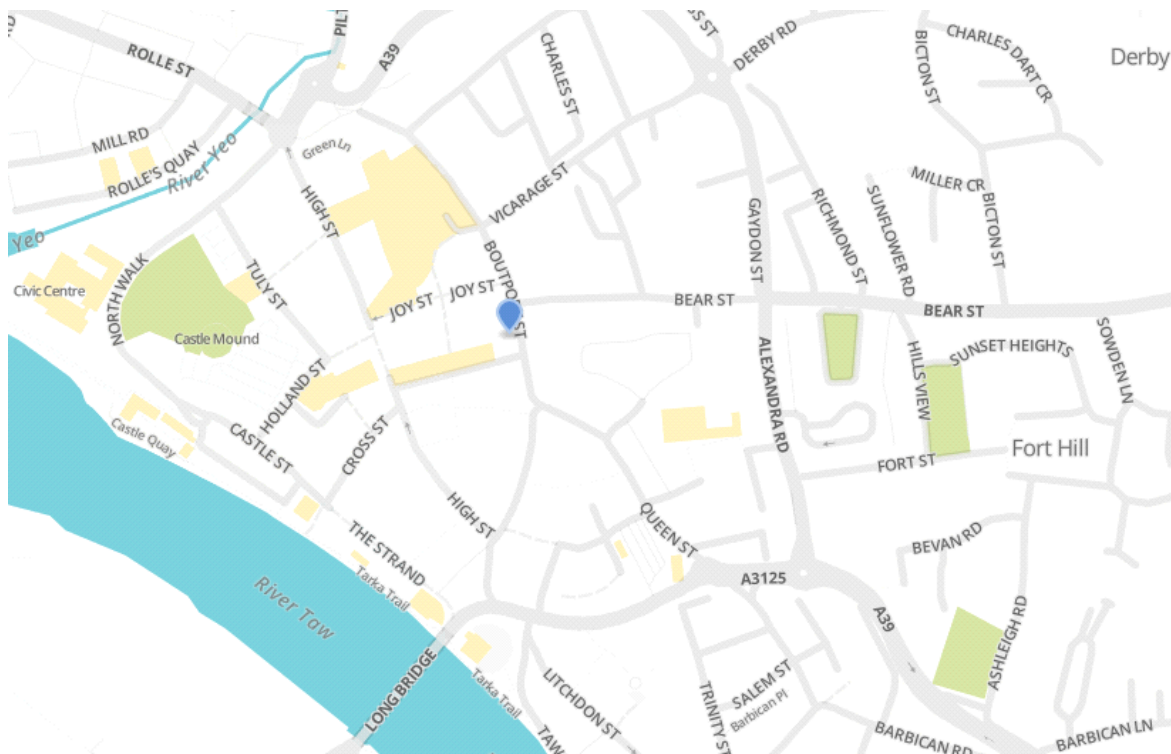 PILT
A39
SS ST
DERBY RD
CHARLES ST
BICTON ST
CHARLES DART CR
Derby
ROLLE ST
MILL RD
ROLLE'S QUAY
River Yeo
Green Ln
HIGH ST
VICARAGE ST
MILLER CR
BICTON ST
SUNFLOWER RD
RICHMOND ST
GAYDON ST
Yeo
Civic Centre
NORTH WALK
TULY ST
Castle Mound
JOY ST
JOY ST
BOUTPO
ST
BEAR ST
BEAR ST
SUNSET HEIGHTS
SOWDEN LN
HILLS VIEW
ALEXANDRA RD
HOLLAND ST
CROSS ST
CASTLE ST
Castle Quay
FORT ST
Fort Hill
HIGH ST
QUEEN ST
THE STRAND
Tarka Trail
River Taw
BEVAN RD
A3125
A39
ASHLEIGH RD
LONG BRIDGE
Tarka Trail
LITCHDON ST
TAW
TRINITY ST
SALEM ST
Barbican Pl
BARBICAN RD
BARBICAN LN